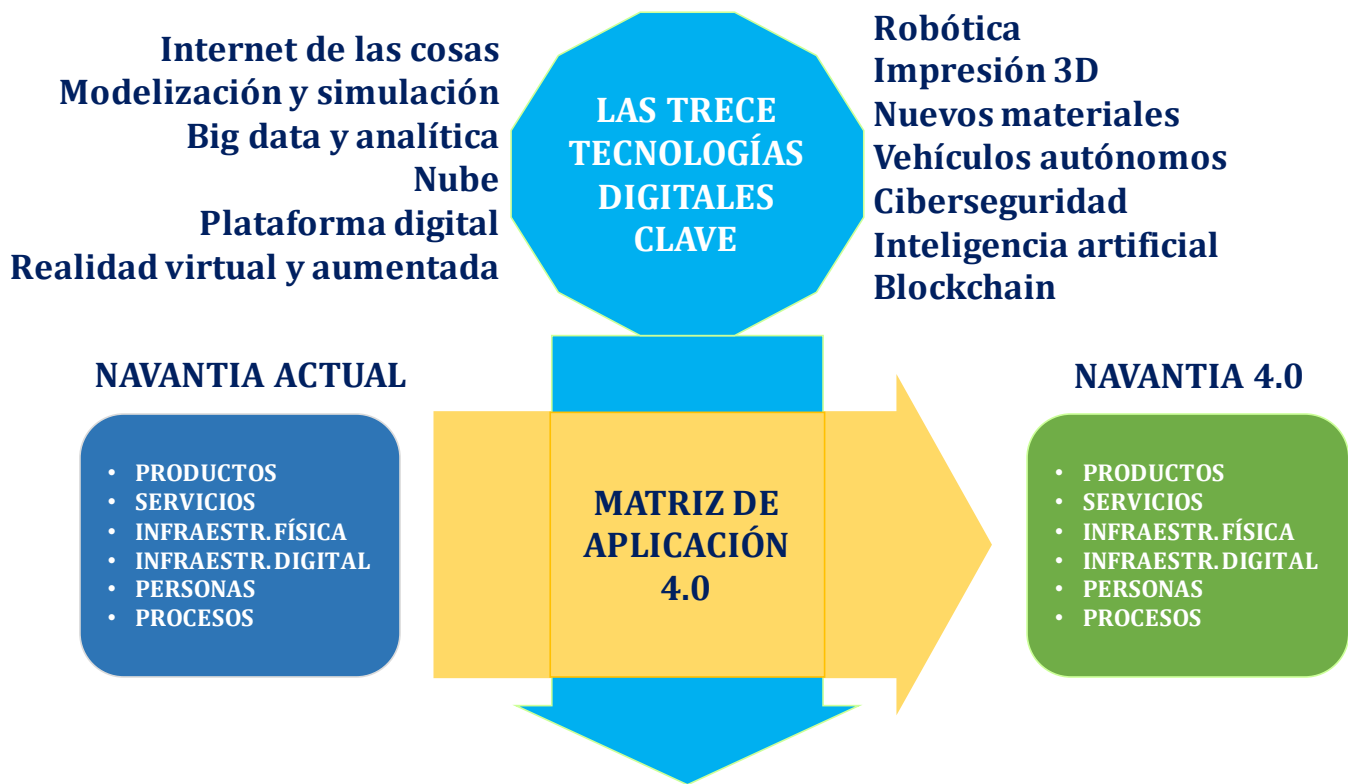 Internet de las cosas
Modelización y simulación
Big data y analítica
Nube
Plataforma digital
Realidad virtual y aumentada
LAS TRECE
TECNOLOGÍAS
DIGITALES
CLAVE
Robótica
Impresión 3D
Nuevos materiales
Vehículos autónomos
Ciberseguridad
Inteligencia artificial
Blockchain
NAVANTIA ACTUAL
• PRODUCTOS
• SERVICIOS
• INFRAESTR.FÍSICA
• INFRAESTR.DIGITAL
• PERSONAS
• PROCESOS
MATRIZ DE
APLICACIÓN
4.0
NAVANTIA 4.0
• PRODUCTOS
• SERVICIOS
• INFRAESTR.FÍSICA
• INFRAESTR.DIGITAL
• PERSONAS
• PROCESOS